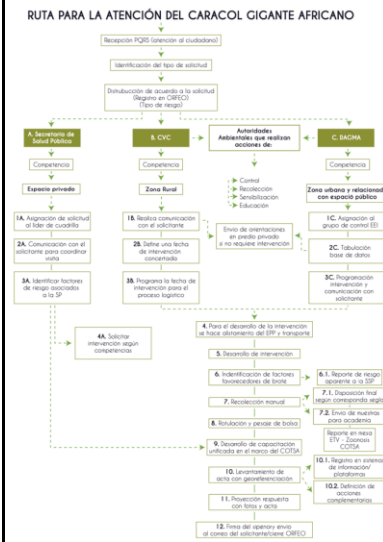 RUTA PARA LA ATENCIÓN DEL CARACOL GIGANTE AFRICANO
Recepción PQRS (atención al ciudadano)
Identificación del tipo de solicitud
Distrubucción de acuerdo a la solicitud
(Registro en ORFEO)
(Tipo de riesgo)
A. Secretaria de
Salud Pública
B. CVC
Autoridades
Ambientales que realizan
acciones de:
C. DAGMA
Competencia
Competencia
Control
Recolección
Sensibilización
Educación
Competencia
Espacio privado
Zona Rural
Zona urbana y relacionado
con espació público
1A. Asignación de solicitud
al líder de cuadrilla
1B. Realiza comunicación
con el solicitante
Envio de orientaciones
en predio privado
si no requiere intervención
1C. Asignación al
grupo de control EEI
2A. Comunicación con el
solicitante para coordinar
visita
2B. Define una fecha
de intervención
concertada
2C. Tabulación
base de datos
3A. Identificar factores
de riesgo asociados
a la SP
3B. Programa la fecha de
intervención para el
proceso logístico
3C. Programación
intervención y
comunicación con
solicitante
4A. Solicitar
intervención según
competencias
4. Para el desarrollo de la intervención
se hace alistamiento del EPP y transporte
5. Desarrollo de intervención
6. Indentificación de factores
favorecedores de brote
6.1. Reporte de riesgo
aparente a la SSP
7. Recolección manual
7.1. Disposición final
según corresponda
7.2. Envio de muestras
para academia
8. Rotulación y pesaje de bolsa
Reporte en mesa
ETV - Zoonosis
COTSA
9. Desarrollo de capacitación
unificada en el marco del COTSA
10. Levantamiento de
acta con georeferenciación
10.1. Registro en sistemas
de información/
plataformas
10.2. Definición de
acciones
complementarias
11. Proyección respuesta
con fotos y acta
12. Firma del
al correo del solicitante/cierre ORFEO